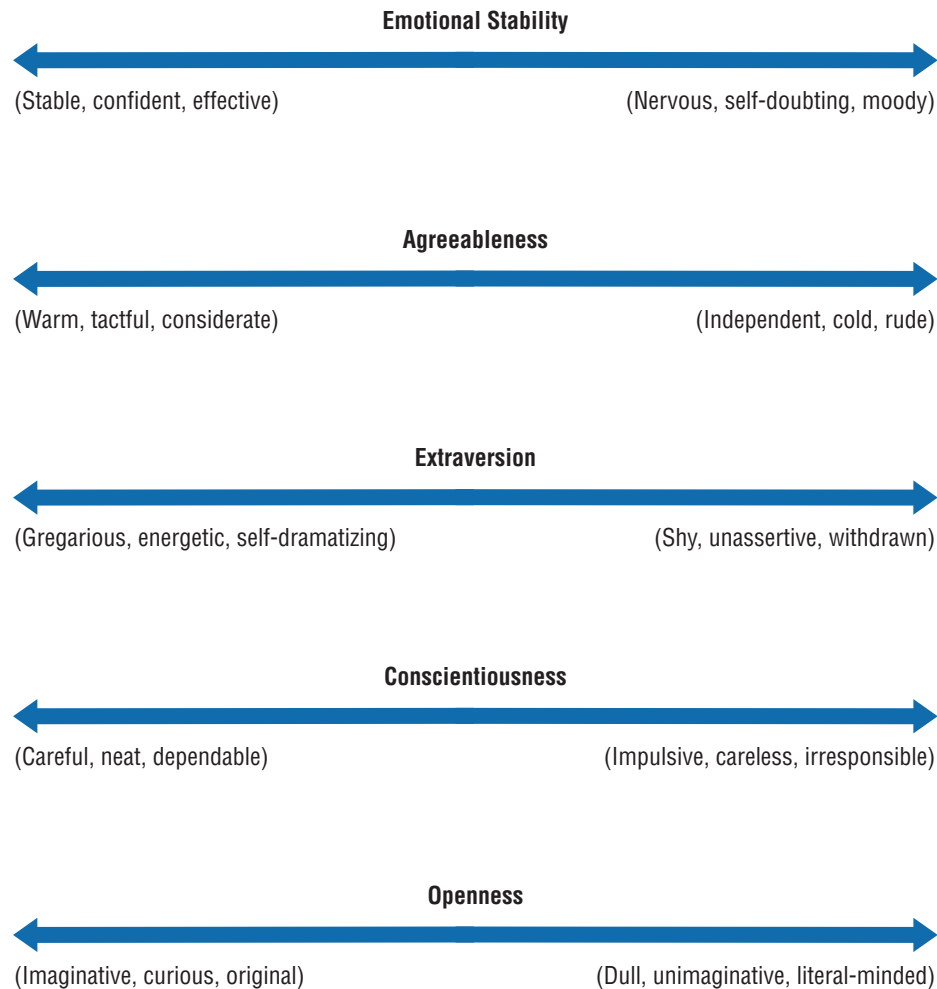 Emotional Stability
(Stable, confident, effective) (Nervous, self-doubting, moody)
Agreeableness
(Warm, tactful, considerate) (Independent, cold, rude)
Extraversion
(Gregarious, energetic, self-dramatizing) (Shy, unassertive, withdrawn)
Conscientiousness
(Careful, neat, dependable) (Impulsive, careless, irresponsible)
Openness
(Imaginative, curious, original) (Dull, unimaginative, literal-minded)